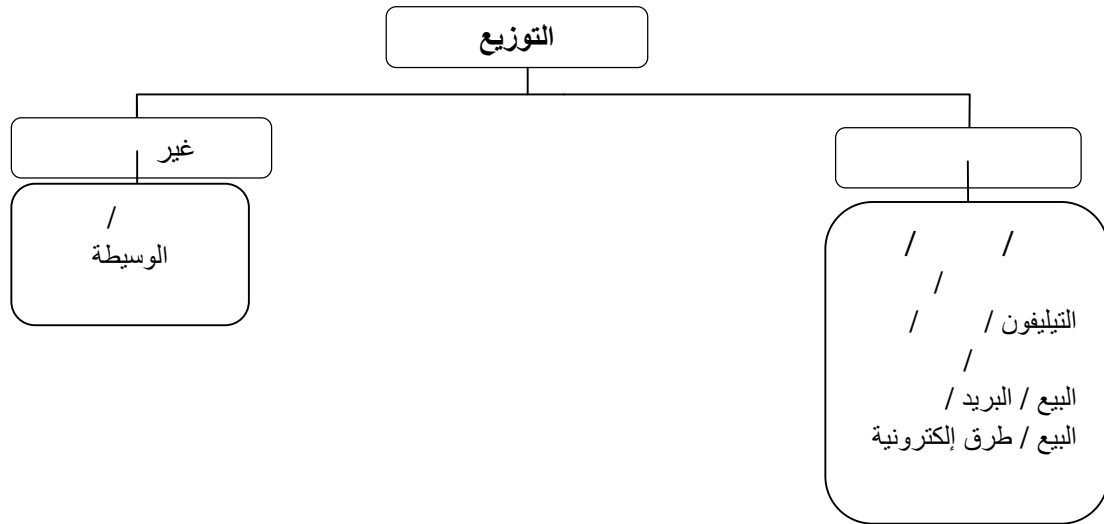 التوزيع
غير
/ /
/
التيليفون / /
/
البيع / البريد /
البيع / طرق إلكترونية
/
الوسيطة